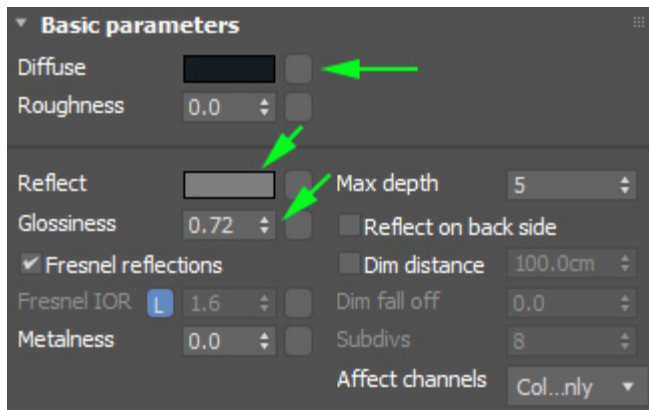 Basic parameters
Diffuse
Roughness 0.0
Reflect Max depth 5
Glossiness 0.72 Reflect on back side
Fresnel reflections Dim distance 100.0cm
Fresnel IOR L 1.6 Dim fall off 0.0
Metalness 0.0 Subdivs 8
Affect channels Col...nly